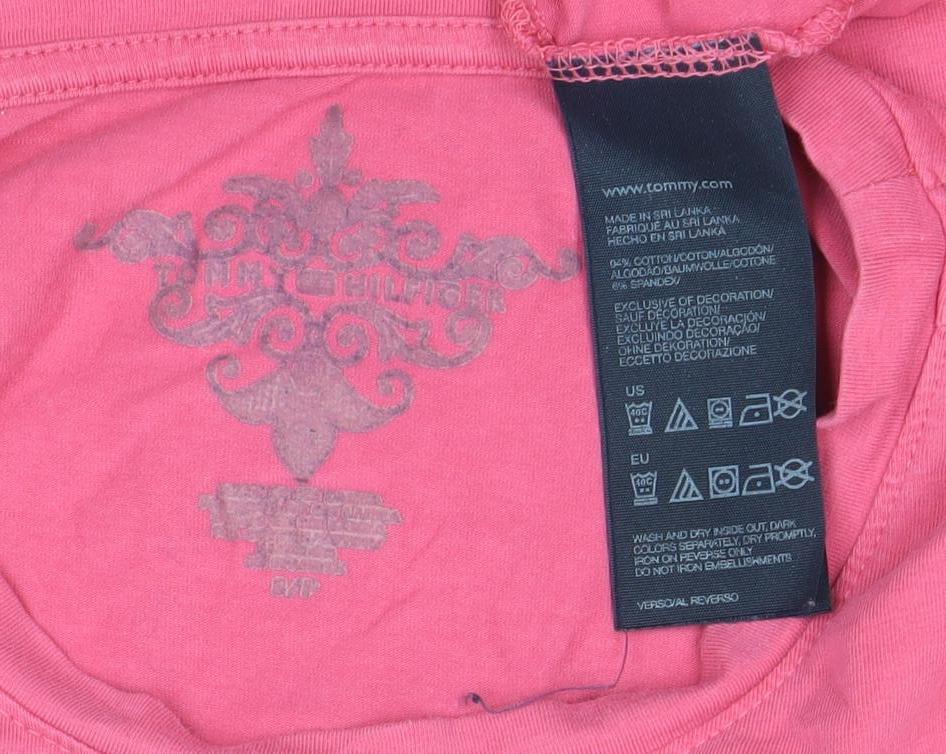 TOMMY HILFIGER
S/P
www.tommy.com
MADE IN SRI LANKA
FABRIQUÉ AU SRI LANKA
HECHO EN SRI LANKA
94% COTTON/COTON/ALGODÓN/
ALGODÃO/BAUMWOLLE/COTONE
6% SPANDEX/
EXCLUSIVE OF DECORATION/
SAUF DÉCORATION/
EXCLUYE LA DECORACIÓN/
EXCLUINDO DECORAÇÃO/
OHNE DEKORATION/
ECCETTO DECORAZIONE
US
40C
EU
40C
WASH AND DRY INSIDE OUT, DARK
COLORS SEPARATELY, DRY PROMPTLY,
IRON ON REVERSE ONLY
DO NOT IRON EMBELLISHMENTS
VERSO/AL REVERSO